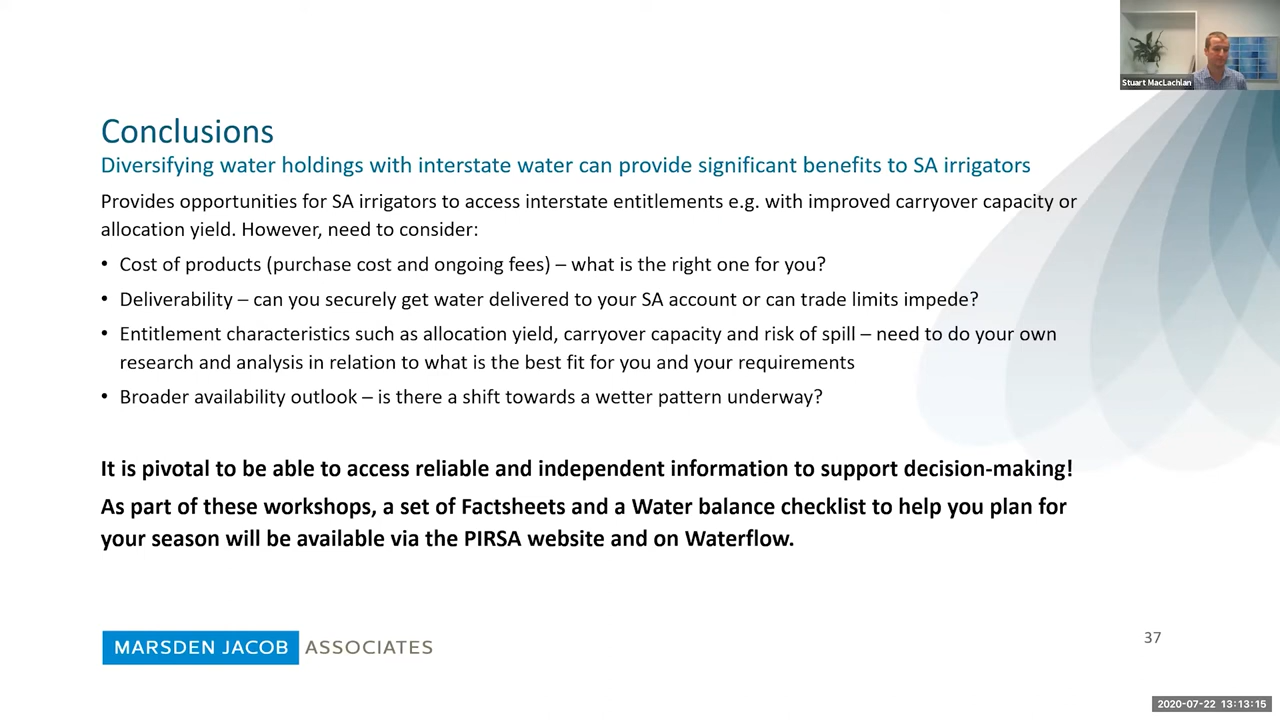 Stuart MacLachlan
Conclusions
Diversifying water holdings with interstate water can provide significant benefits to SA irrigators
Provides opportunities for SA irrigators to access interstate entitlements e.g. with improved carryover capacity or
allocation yield. However, need to consider:
• Cost of products (purchase cost and ongoing fees) – what is the right one for you?
• Deliverability – can you securely get water delivered to your SA account or can trade limits impede?
• Entitlement characteristics such as allocation yield, carryover capacity and risk of spill – need to do your own
research and analysis in relation to what is the best fit for you and your requirements
• Broader availability outlook – is there a shift towards a wetter pattern underway?
It is pivotal to be able to access reliable and independent information to support decision-making!
As part of these workshops, a set of Factsheets and a Water balance checklist to help you plan for
your season will be available via the PIRSA website and on Waterflow.
MARSDEN JACOB ASSOCIATES
37
2020-07-22 13:13:15